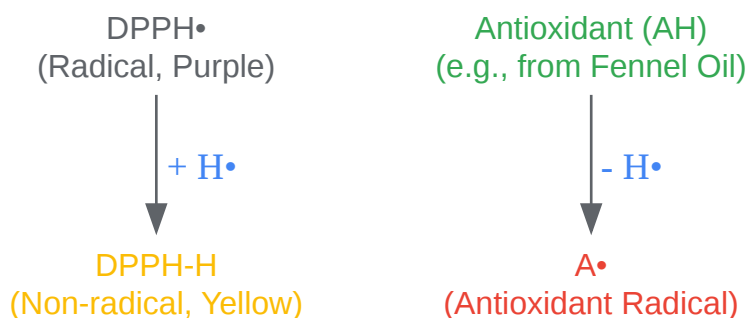 DPPH•
(Radical, Purple)
+ H•
DPPH-H
(Non-radical, Yellow)
Antioxidant (AH)
(e.g., from Fennel Oil)
- H•
A•
(Antioxidant Radical)